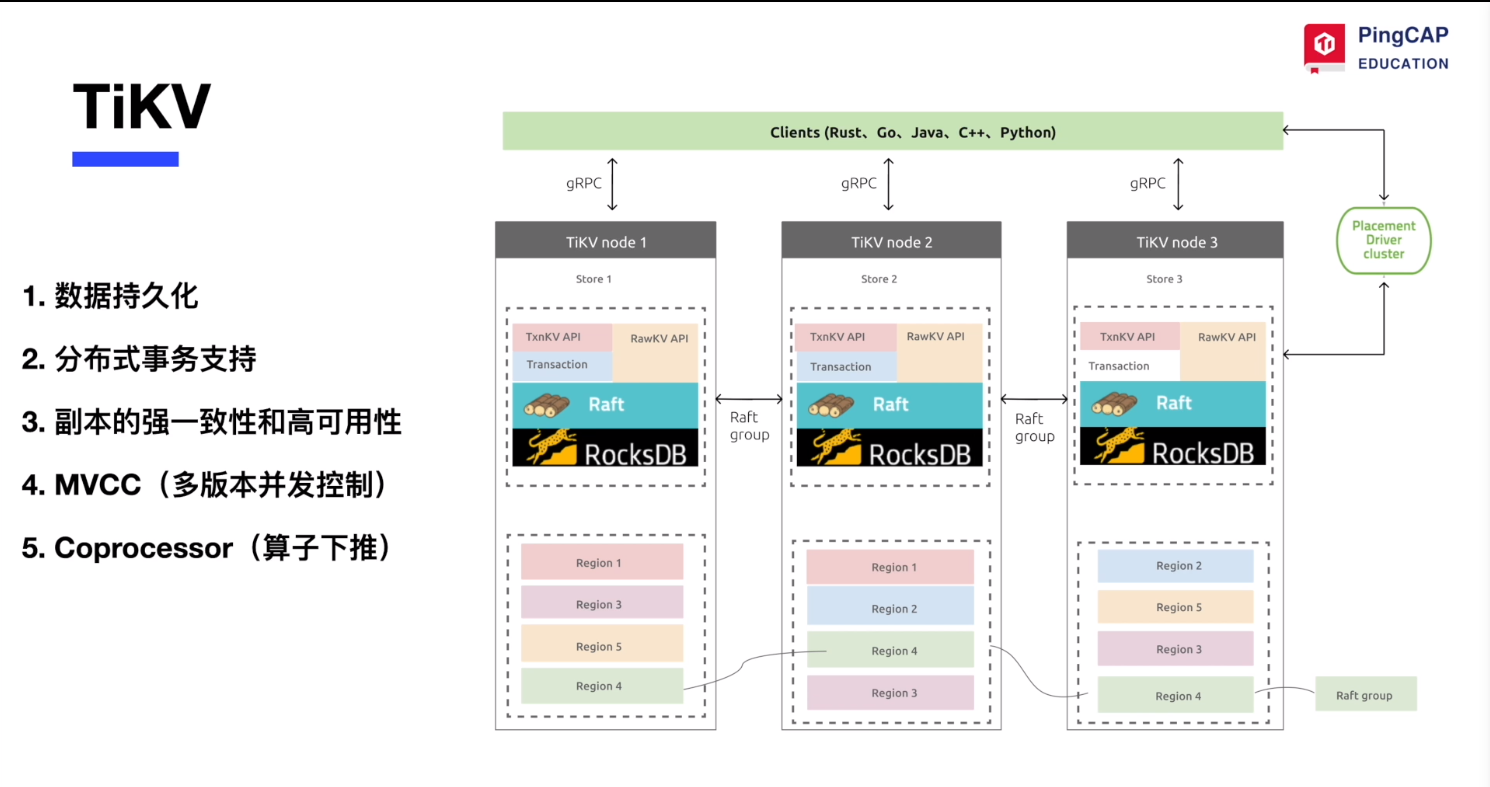 PingCAP
EDUCATION
TiKV
1. 数据持久化
2. 分布式事务支持
3. 副本的强一致性和高可用性
4. MVCC（多版本并发控制）
5. Coprocessor（算子下推）
Clients (Rust、Go、Java、C++、Python)
gRPC
gRPC
gRPC
Placement
Driver
cluster
TiKV node 1
Store 1
TxnKV API
RawKV API
Transaction
Raft
RocksDB
Region 1
Region 3
Region 5
Region 4
Raft
group
TiKV node 2
Store 2
TxnKV API
RawKV API
Transaction
Raft
RocksDB
Region 1
Region 2
Region 4
Region 3
Raft
group
TiKV node 3
Store 3
TxnKV API
RawKV API
Transaction
Raft
RocksDB
Region 2
Region 5
Region 3
Region 4
Raft group